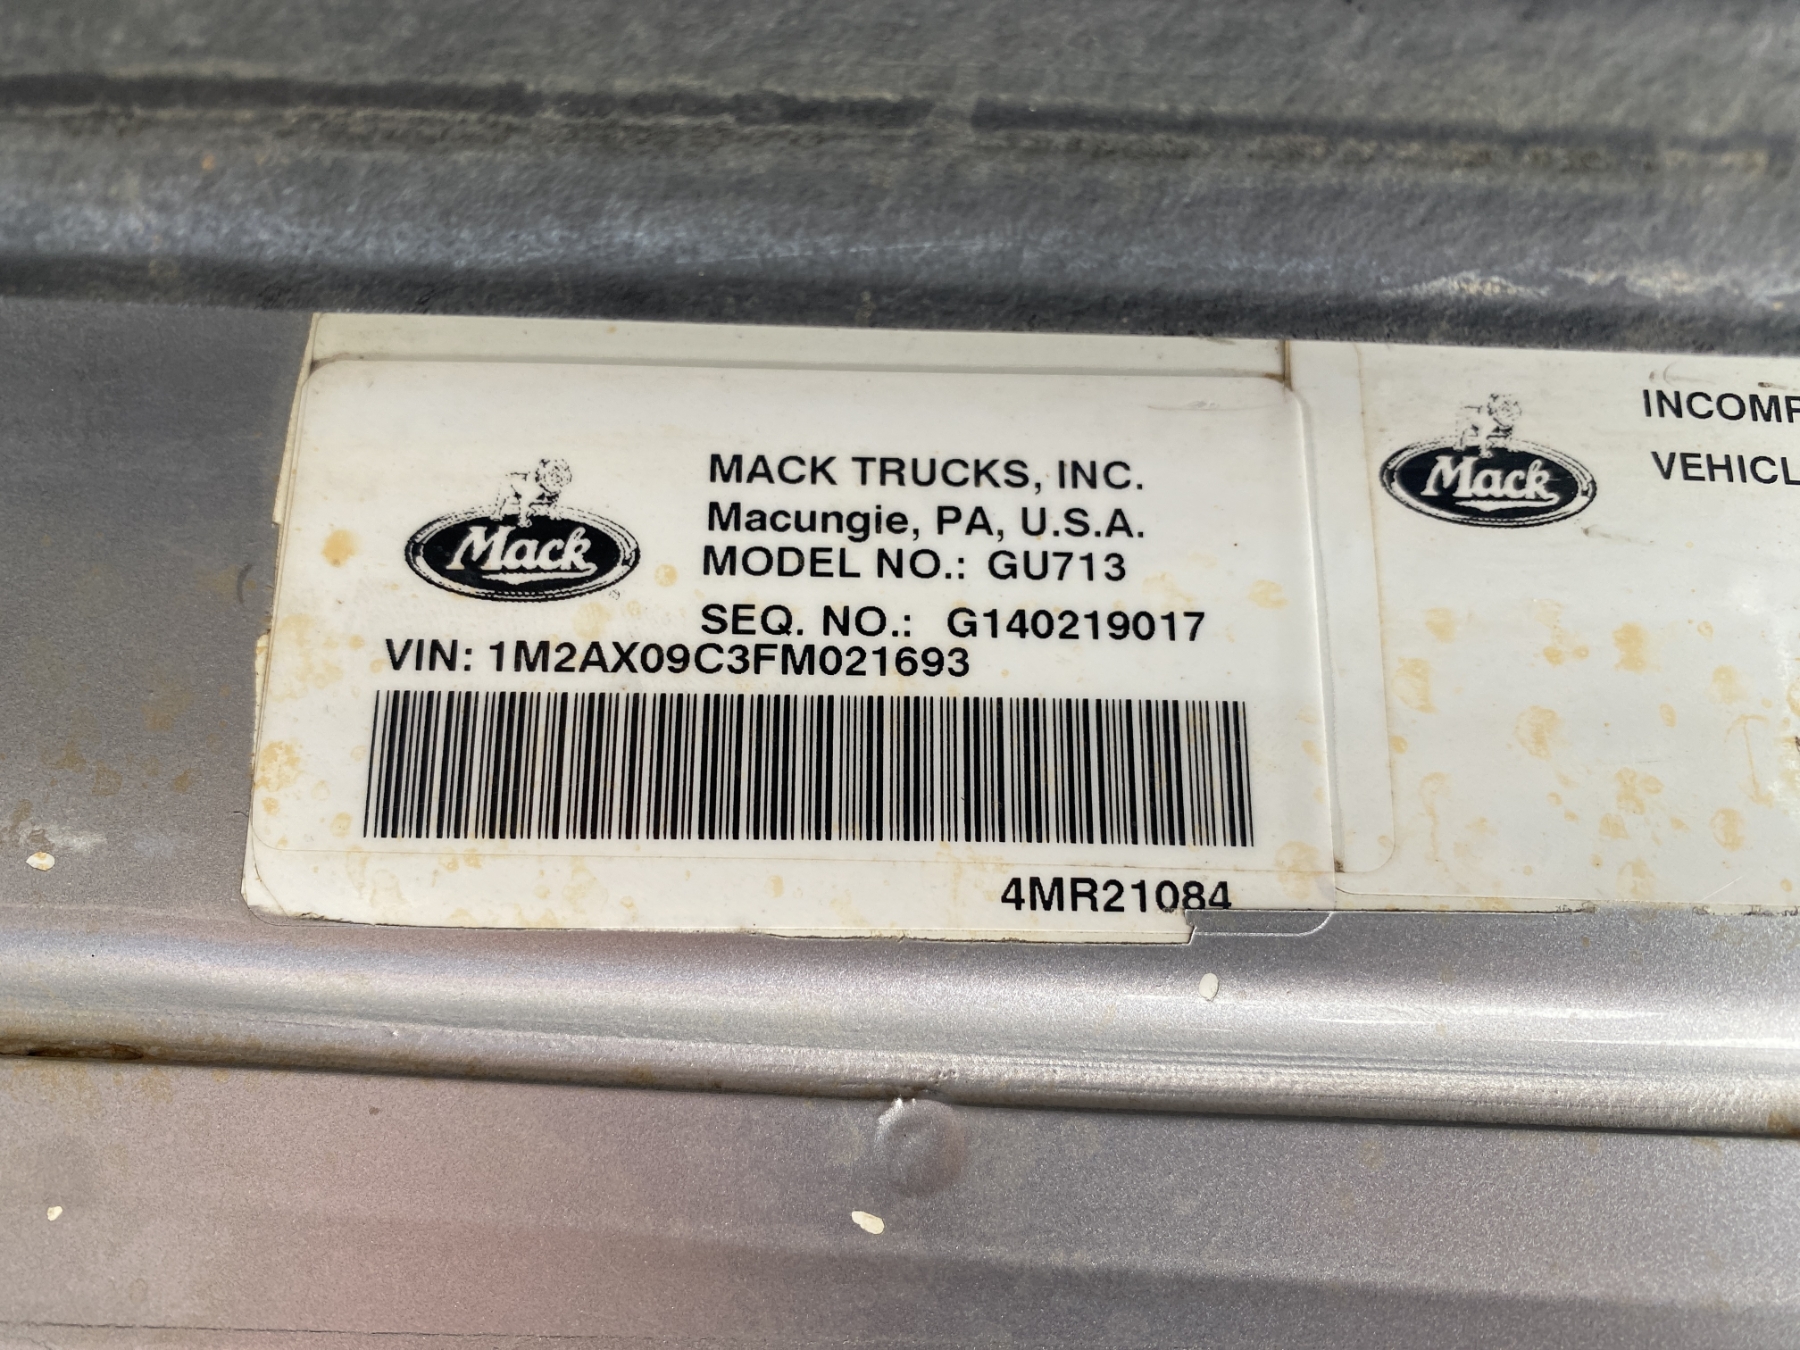 Mack
MACK TRUCKS, INC.
Macungie, PA, U.S.A.
MODEL NO.: GU713
SEQ. NO.: G140219017
VIN: 1M2AX09C3FM021693
4MR21084
Mack
INCOMP
VEHICL